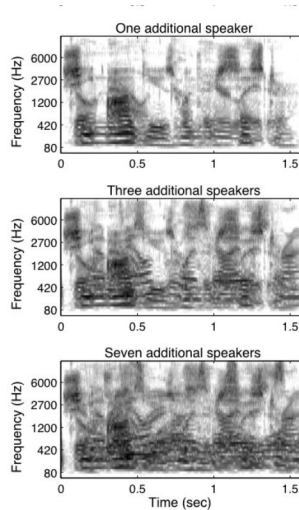 One additional speaker
Frequency (Hz)
6000
2700
1200
420
80
0 0.5 1 1.5
Three additional speakers
Frequency (Hz)
6000
2700
1200
420
80
0 0.5 1 1.5
Seven additional speakers
Frequency (Hz)
6000
2700
1200
420
80
0 0.5 1 1.5
Time (sec)